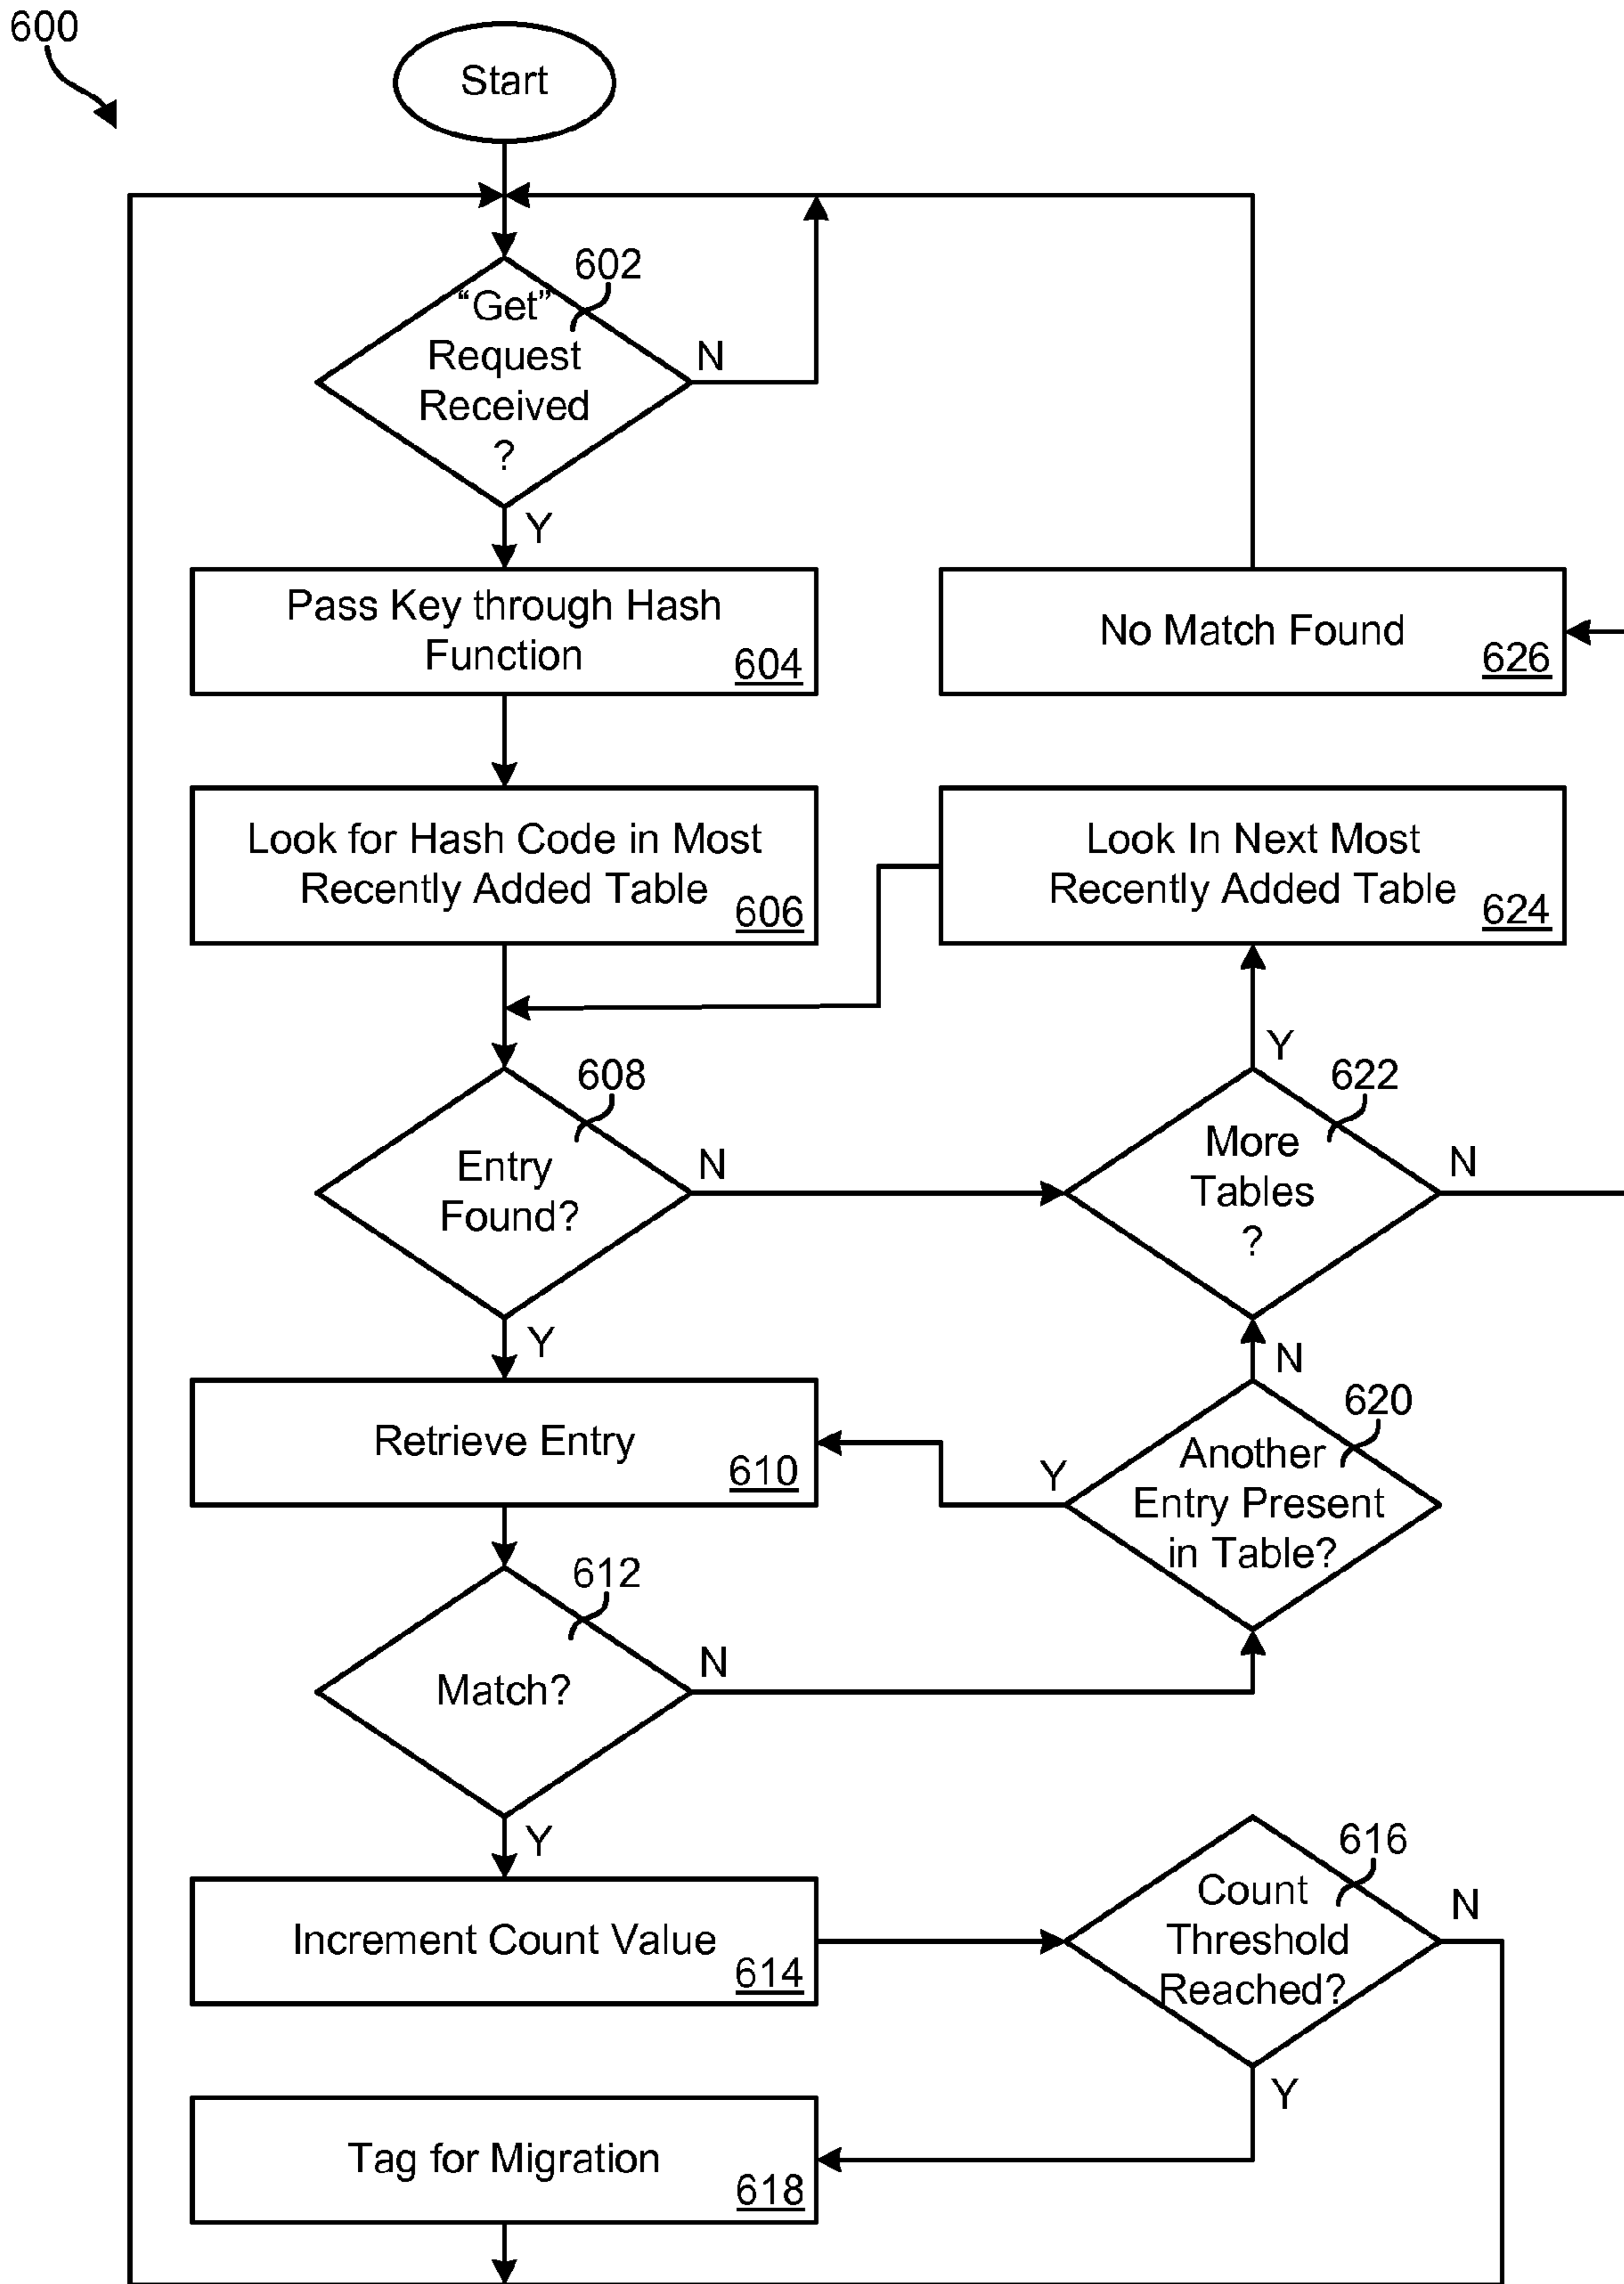 600
Start
602
“Get”
Request
Received
?
N
Y
Pass Key through Hash
Function
604
No Match Found
626
Look for Hash Code in Most
Recently Added Table
606
Look In Next Most
Recently Added Table
624
608
Entry
Found?
N
Y
622
More
Tables
?
Y
N
Retrieve Entry
610
620
Another
Entry Present
in Table?
N
Y
612
Match?
N
Y
Increment Count Value
614
616
Count
Threshold
Reached?
N
Y
Tag for Migration
618